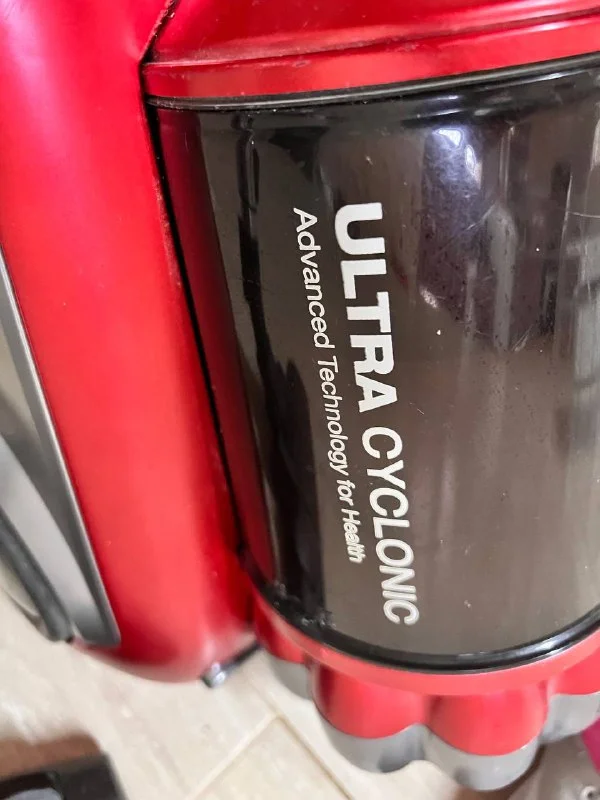 ULTRA CYCLONIC
Advanced Technology for Health